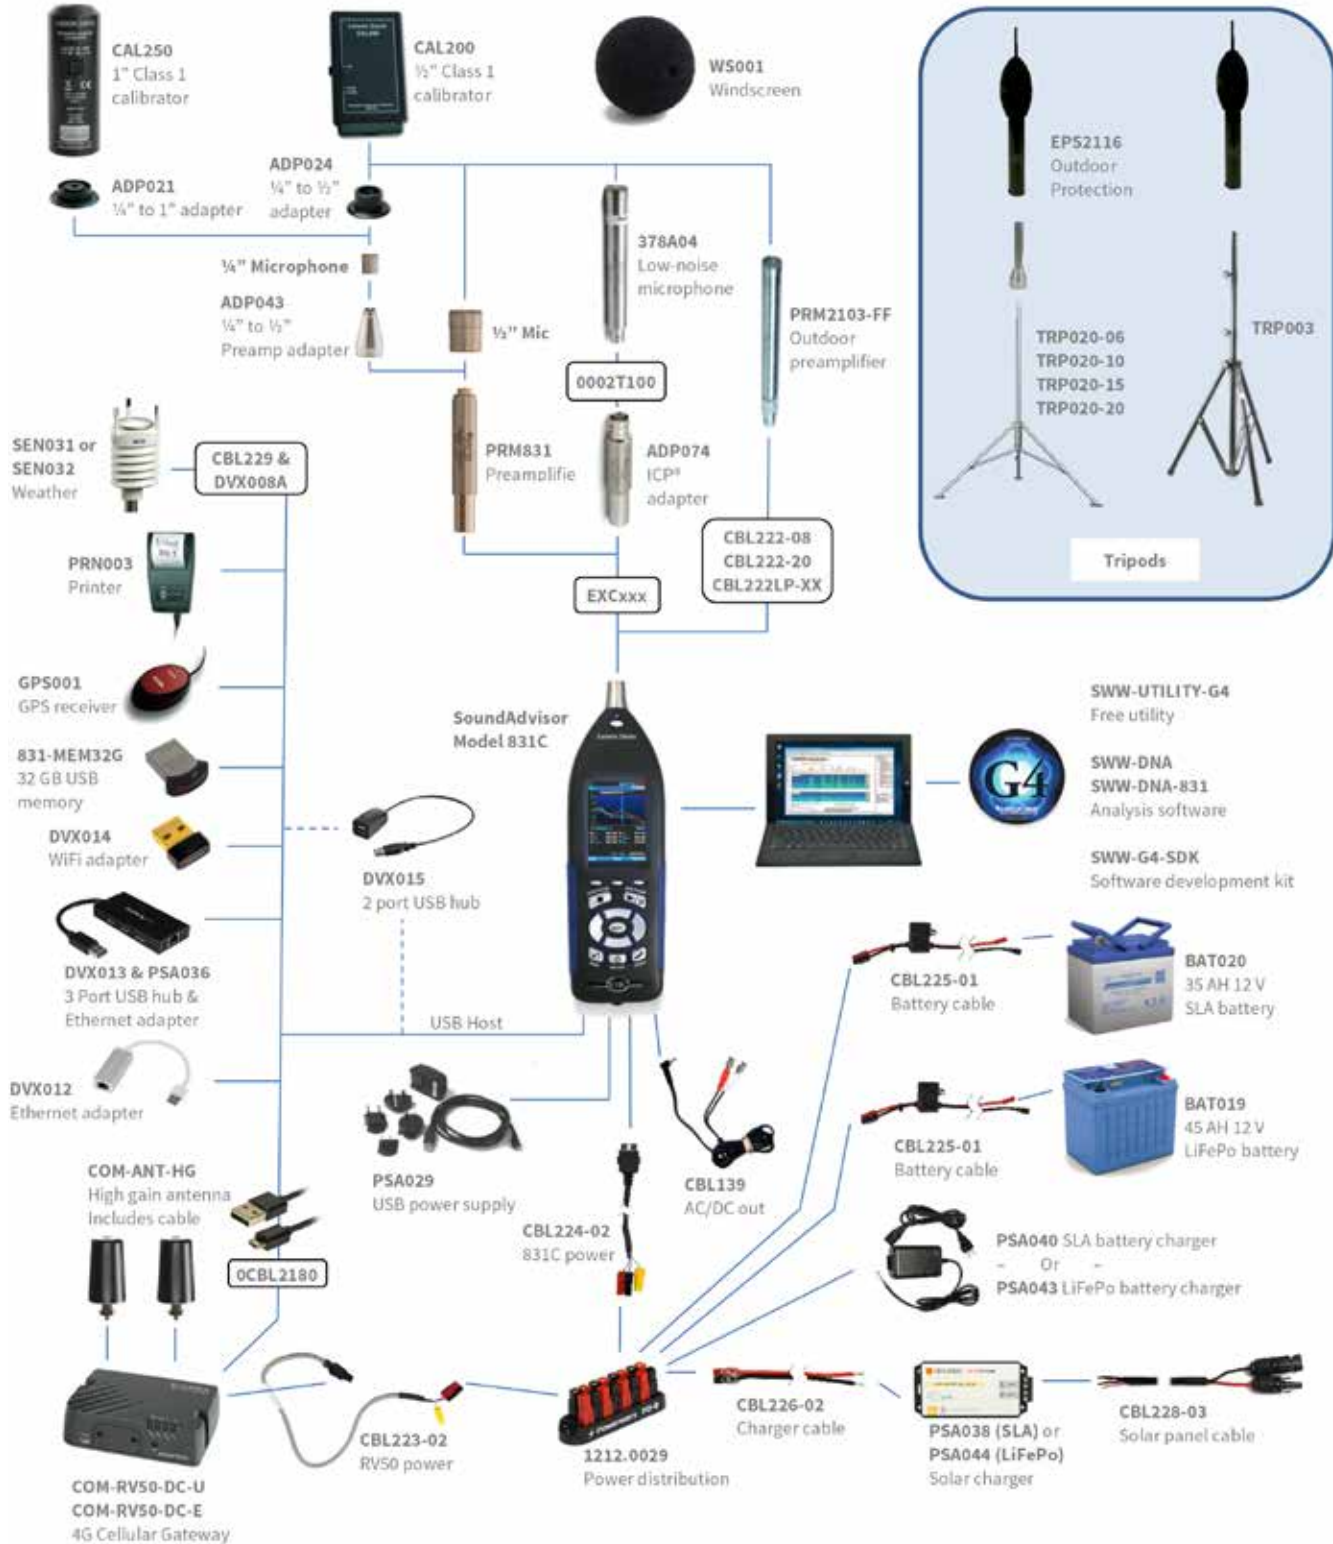 CAL250
1" Class 1
calibrator
CAL200
½" Class 1
calibrator
WS001
Windscreen
ADP021
¼" to 1" adapter
ADP024
¼" to ½"
adapter
¼" Microphone
ADP043
¼" to ½"
Preamp adapter
½" Mic
378A04
Low-noise
microphone
0002T100
PRM2103-FF
Outdoor
preamplifier
PRM831
Preamplifie
ADP074
ICP®
adapter
CBL222-08
CBL222-20
CBL222LP-XX
EXCxxx
EPS2116
Outdoor
Protection
TRP020-06
TRP020-10
TRP020-15
TRP020-20
TRP003
Tripods
SEN031 or
SEN032
Weather
CBL229 &
DVX008A
PRN003
Printer
GPS001
GPS receiver
831-MEM32G
32 GB USB
memory
DVX014
WiFi adapter
DVX013 & PSA036
3 Port USB hub &
Ethernet adapter
DVX012
Ethernet adapter
DVX015
2 port USB hub
USB Host
SoundAdvisor
Model 831C
G4
SWW-UTILITY-G4
Free utility
SWW-DNA
SWW-DNA-831
Analysis software
SWW-G4-SDK
Software development kit
CBL225-01
Battery cable
BAT020
35 AH 12 V
SLA battery
CBL225-01
Battery cable
BAT019
45 AH 12 V
LiFePo battery
PSA029
USB power supply
CBL224-02
831C power
CBL139
AC/DC out
PSA040 SLA battery charger
– Or –
PSA043 LiFePo battery charger
COM-ANT-HG
High gain antenna
Includes cable
0CBL2180
COM-RV50-DC-U
COM-RV50-DC-E
4G Cellular Gateway
CBL223-02
RV50 power
1212.0029
Power distribution
CBL226-02
Charger cable
PSA038 (SLA) or
PSA044 (LiFePo)
Solar charger
CBL228-03
Solar panel cable